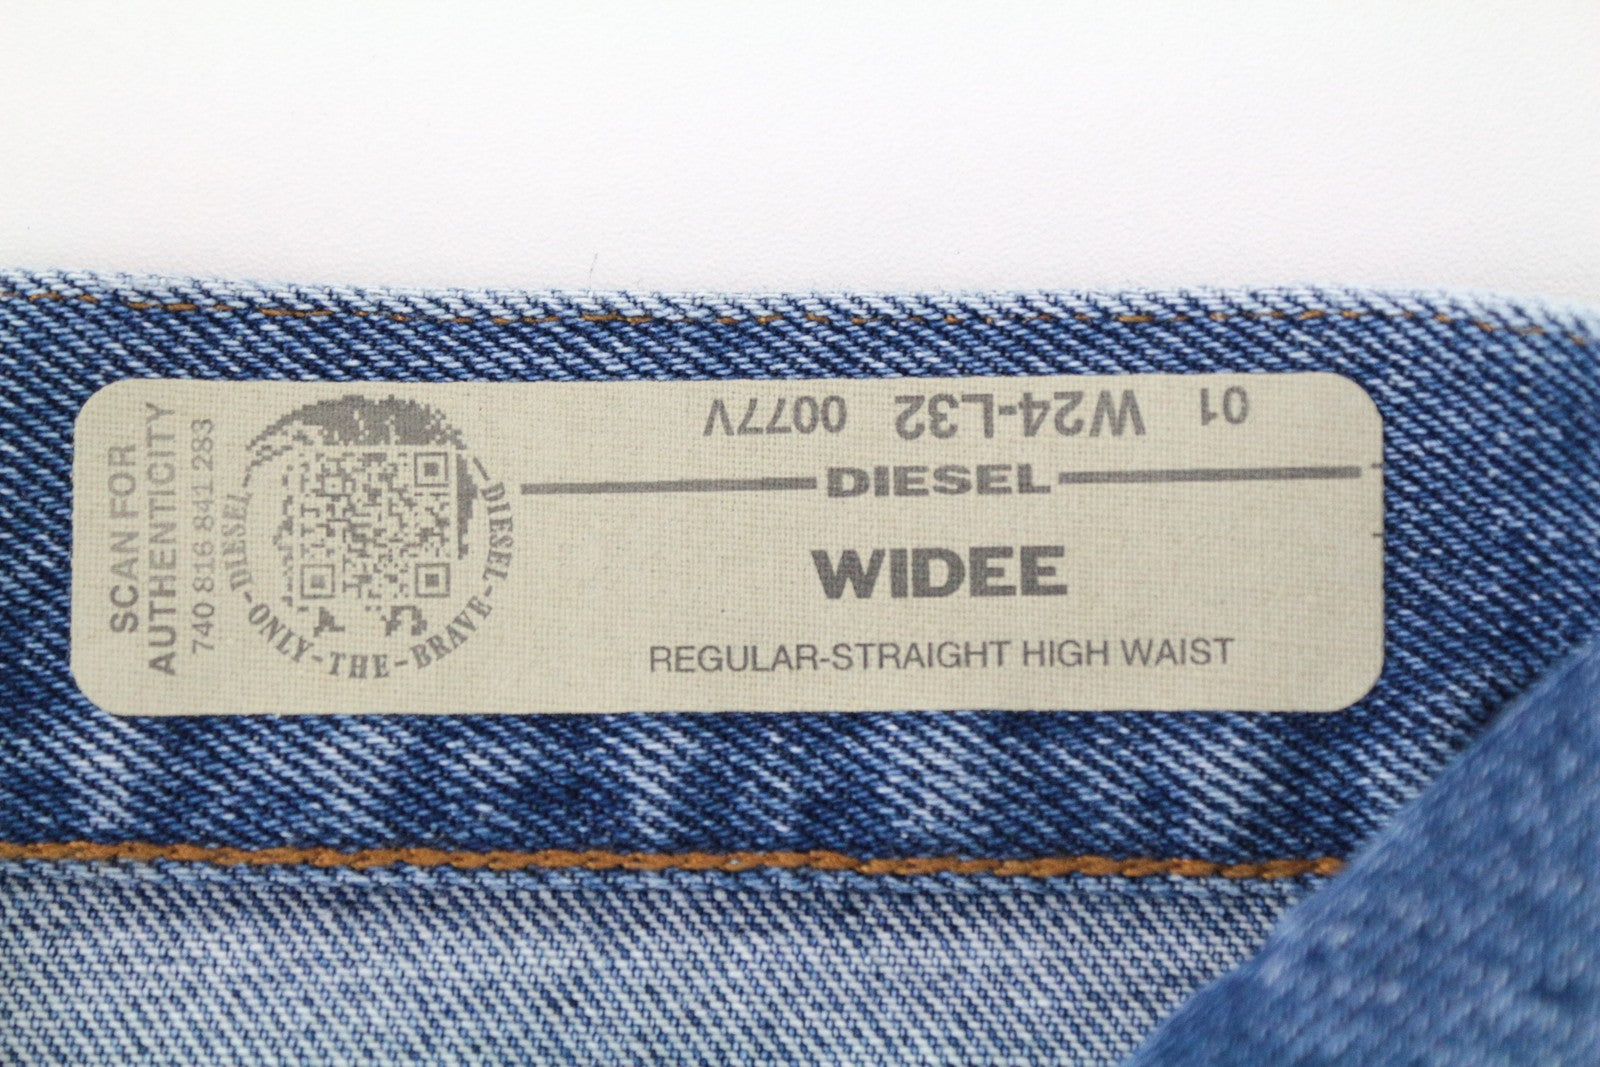 SCAN FOR
AUTHENTICITY
740 816 841 283
DIESEL-ONLY-THE-BRAVE-DIESEL
01 W24-L32 0077V
DIESEL
WIDEE
REGULAR-STRAIGHT HIGH WAIST